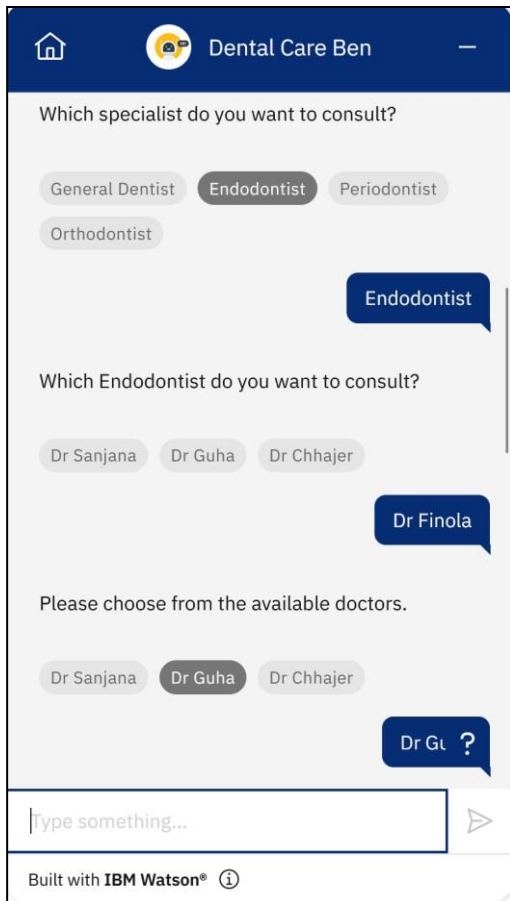 Dental Care Ben
Which specialist do you want to consult?
General Dentist Endodontist Periodontist
Orthodontist
Endodontist
Which Endodontist do you want to consult?
Dr Sanjana Dr Guha Dr Chhajer
Dr Finola
Please choose from the available doctors.
Dr Sanjana Dr Guha Dr Chhajer
Dr Gu ?
Type something...
Built with IBM Watson®